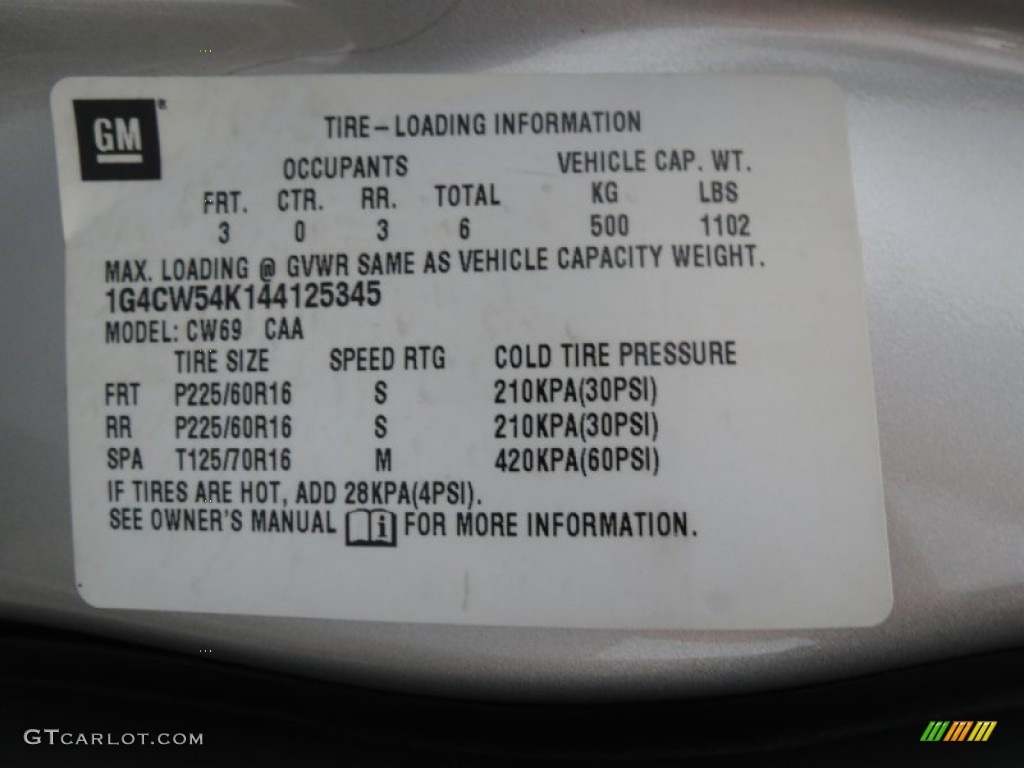 GM®
TIRE-LOADING INFORMATION
OCCUPANTS VEHICLE CAP. WT.
FRT. CTR. RR. TOTAL KG LBS
3 0 3 6 500 1102
MAX. LOADING @ GVWR SAME AS VEHICLE CAPACITY WEIGHT.
1G4CW54K144125345
MODEL: CW69 CAA
TIRE SIZE SPEED RTG COLD TIRE PRESSURE
FRT P225/60R16 S 210KPA(30PSI)
RR P225/60R16 S 210KPA(30PSI)
SPA T125/70R16 M 420KPA(60PSI)
IF TIRES ARE HOT, ADD 28KPA(4PSI).
SEE OWNER'S MANUAL i FOR MORE INFORMATION.
GTCARLOT.COM